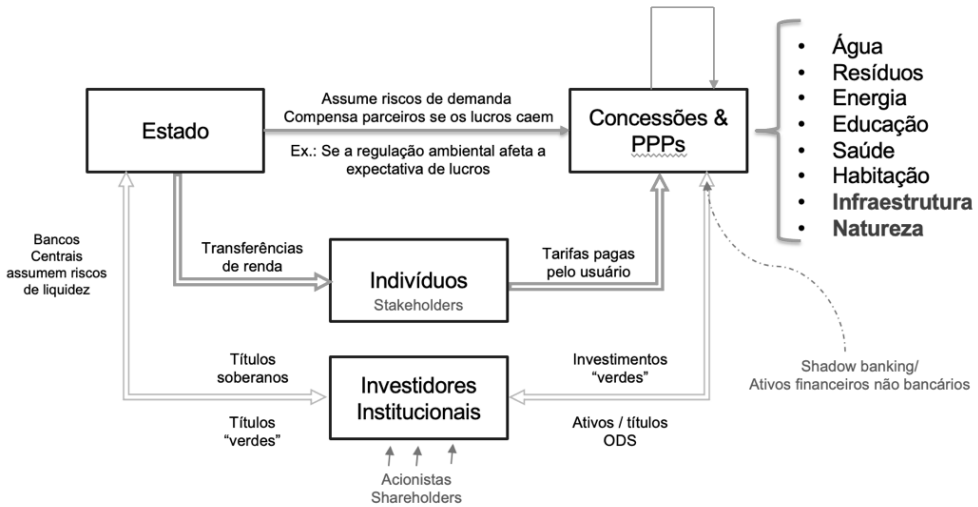 Estado
Assume riscos de demanda
Compensa parceiros se os lucros caem
Ex.: Se a regulação ambiental afeta a
expectativa de lucros
Concessões &
PPPs
• Água
• Resíduos
• Energia
• Educação
• Saúde
• Habitação
• Infraestrutura
• Natureza
Bancos
Centrais
assumem riscos
de liquidez
Transferências
de renda
Indivíduos
Stakeholders
Tarifas pagas
pelo usuário
Títulos
soberanos
Títulos
“verdes”
Investidores
Institucionais
Investimentos
“verdes”
Ativos / títulos
ODS
Shadow banking/
Ativos financeiros não bancários
Acionistas
Shareholders